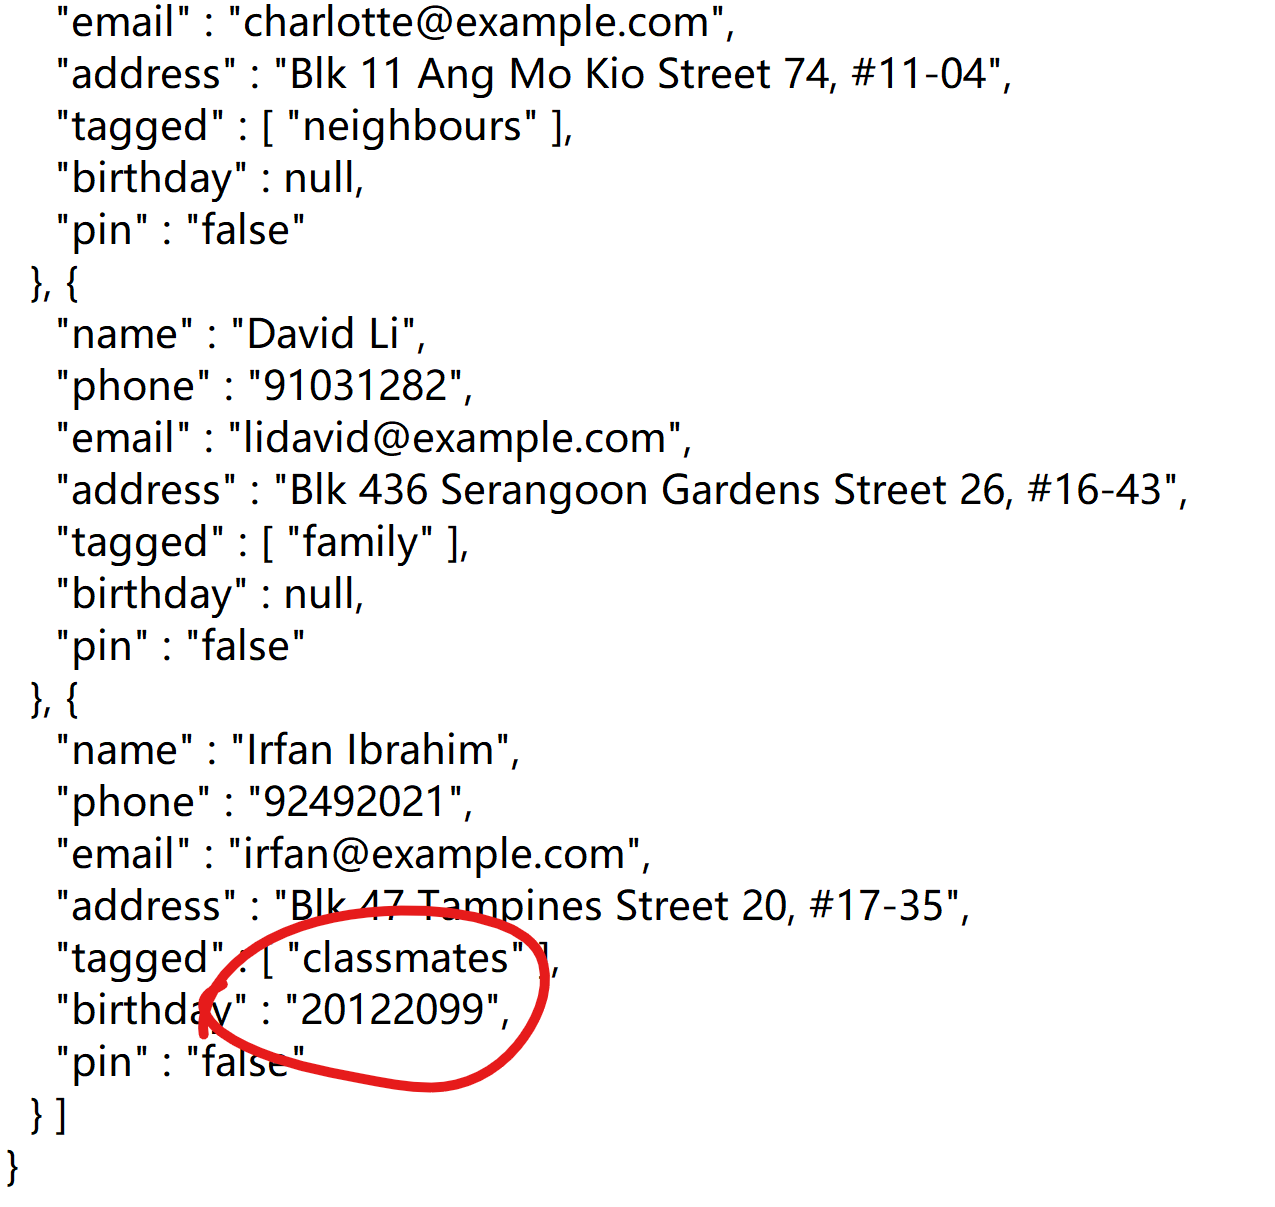 "email" : "charlotte@example.com",
"address" : "Blk 11 Ang Mo Kio Street 74, #11-04",
"tagged" : [ "neighbours" ],
"birthday" : null,
"pin" : "false"
}, {
"name" : "David Li",
"phone" : "91031282",
"email" : "lidavid@example.com",
"address" : "Blk 436 Serangoon Gardens Street 26, #16-43",
"tagged" : [ "family" ],
"birthday" : null,
"pin" : "false"
}, {
"name" : "Irfan Ibrahim",
"phone" : "92492021",
"email" : "irfan@example.com",
"address" : "Blk 47 Tampines Street 20, #17-35",
"tagged" : [ "classmates" ],
"birthday" : "20122099",
"pin" : "false"
} ]
}